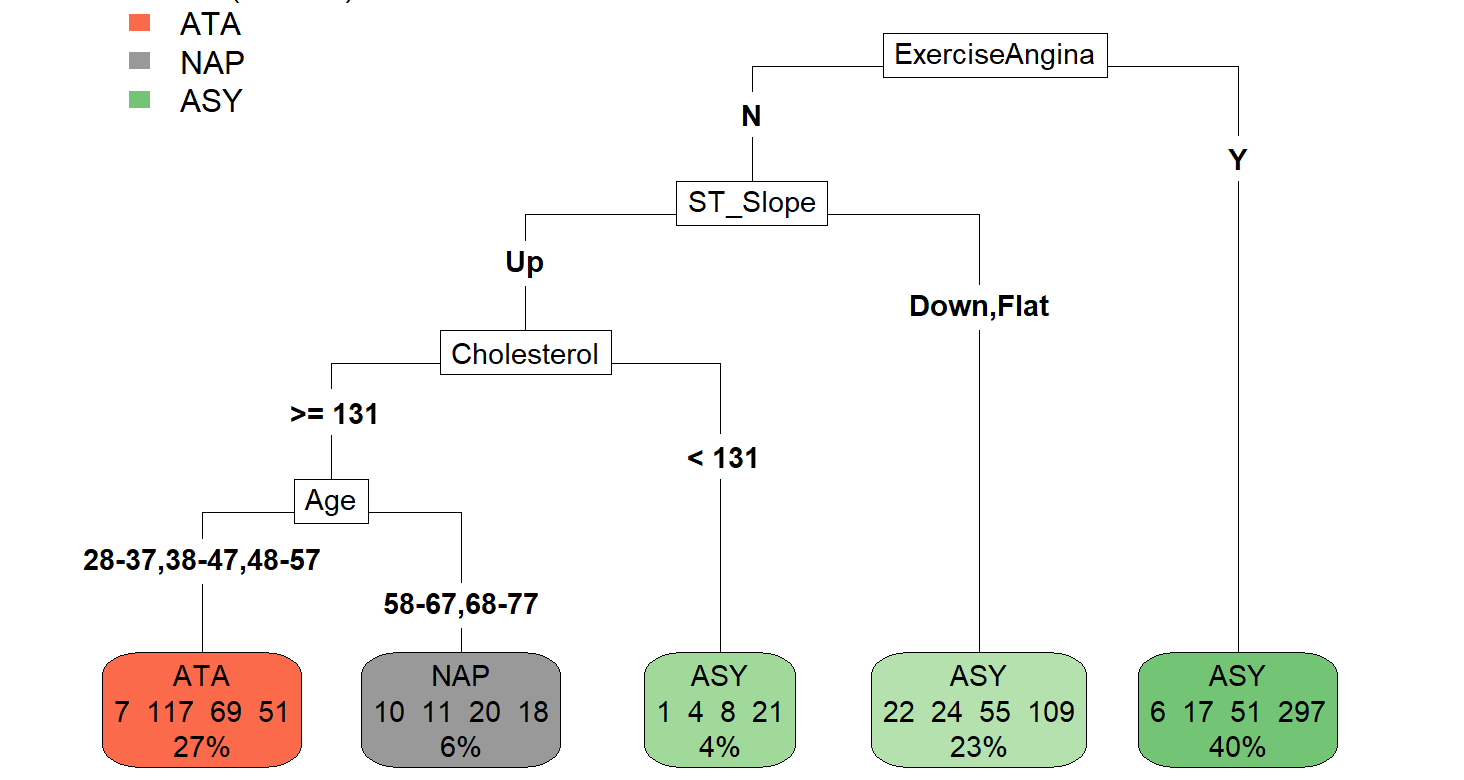 ATA
NAP
ASY
ExerciseAngina
N
Y
ST_Slope
Up
Down,Flat
Cholesterol
>= 131
< 131
Age
28-37,38-47,48-57
58-67,68-77
ATA
7 117 69 51
27%
NAP
10 11 20 18
6%
ASY
1 4 8 21
4%
ASY
22 24 55 109
23%
ASY
6 17 51 297
40%